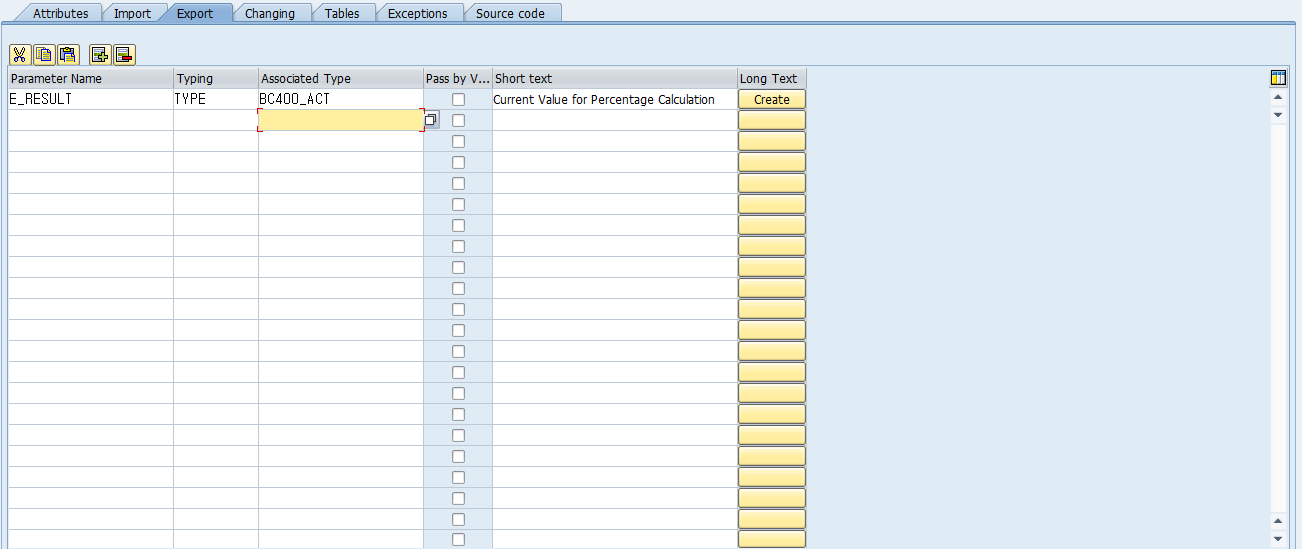 Attributes Import Export Changing Tables Exceptions Source code
Parameter Name Typing Associated Type Pass by V... Short text Long Text
E_RESULT TYPE BC400_ACT Current Value for Percentage Calculation Create